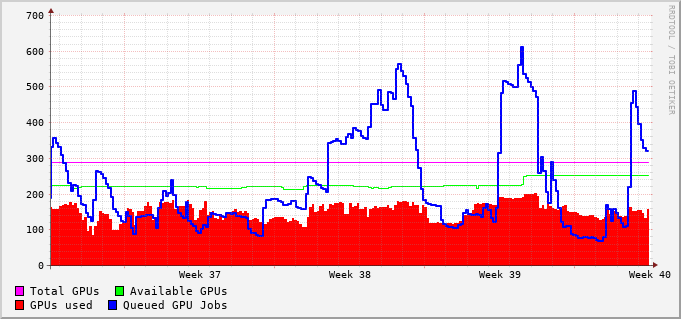 700
600
500
400
300
200
100
0
Week 37 Week 38 Week 39 Week 40
Total GPUs Available GPUs
GPUs used Queued GPU Jobs
RRDTOOL / TOBI OETIKER